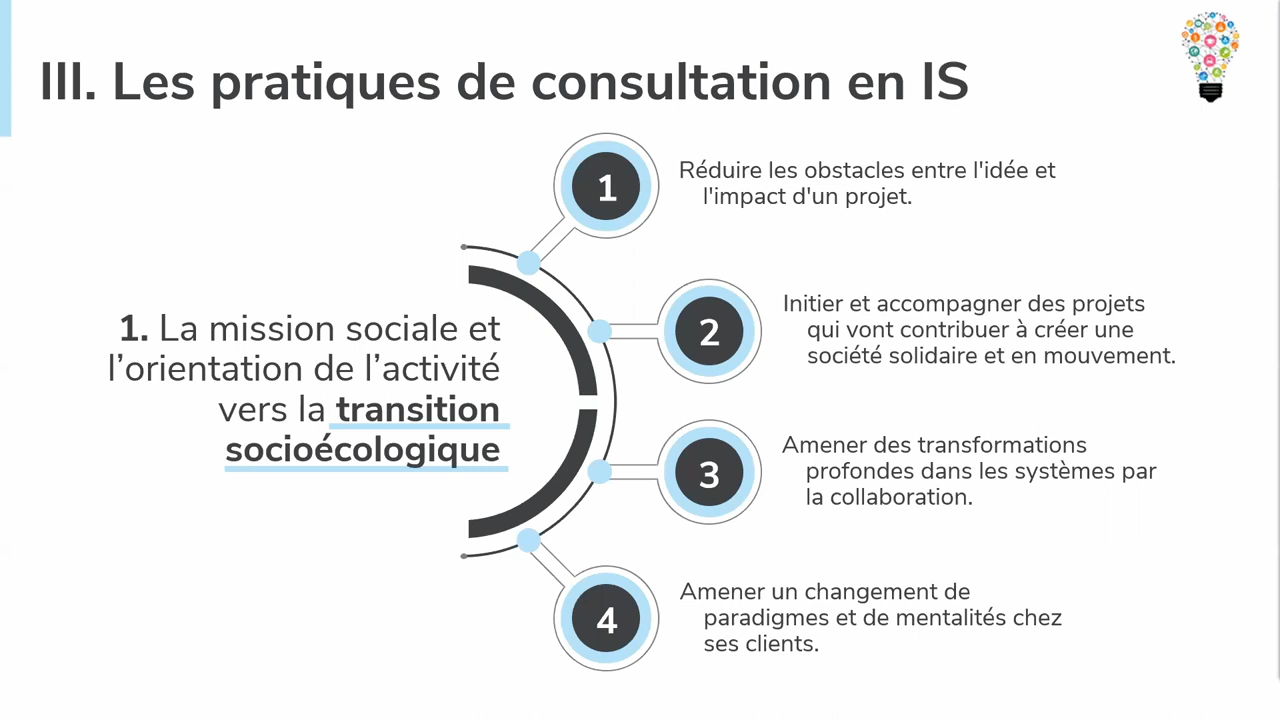 III. Les pratiques de consultation en IS
1. La mission sociale et
l’orientation de l’activité
vers la transition
socioécologique
1
Réduire les obstacles entre l'idée et
l'impact d'un projet.
2
Initier et accompagner des projets
qui vont contribuer à créer une
société solidaire et en mouvement.
3
Amener des transformations
profondes dans les systèmes par
la collaboration.
4
Amener un changement de
paradigmes et de mentalités chez
ses clients.